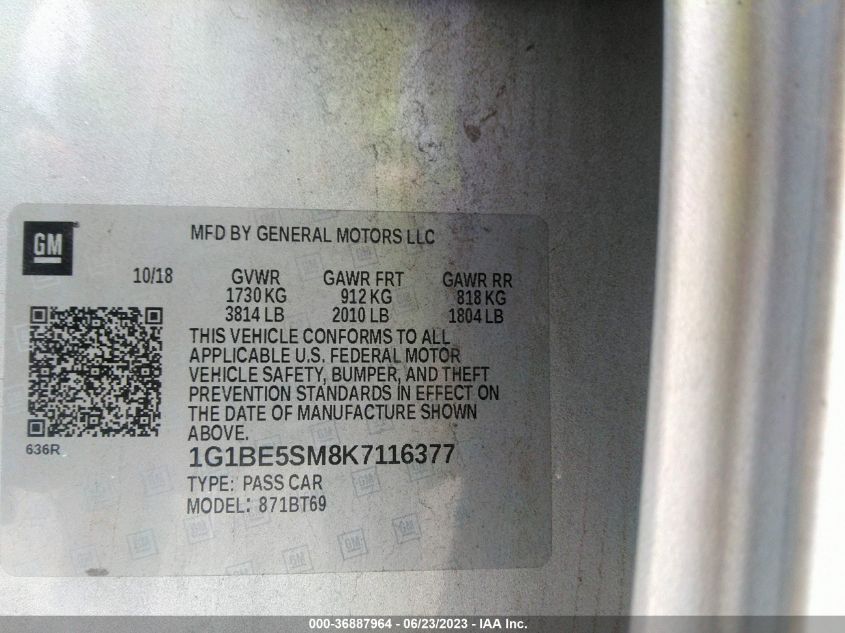 GM
MFD BY GENERAL MOTORS LLC
10/18 GVWR GAWR FRT GAWR RR
1730 KG 912 KG 818 KG
3814 LB 2010 LB 1804 LB
THIS VEHICLE CONFORMS TO ALL
APPLICABLE U.S. FEDERAL MOTOR
VEHICLE SAFETY, BUMPER, AND THEFT
PREVENTION STANDARDS IN EFFECT ON
THE DATE OF MANUFACTURE SHOWN
ABOVE.
636R
1G1BE5SM8K7116377
TYPE: PASS CAR
MODEL: 871BT69
000-36887964 - 06/23/2023 - IAA Inc.